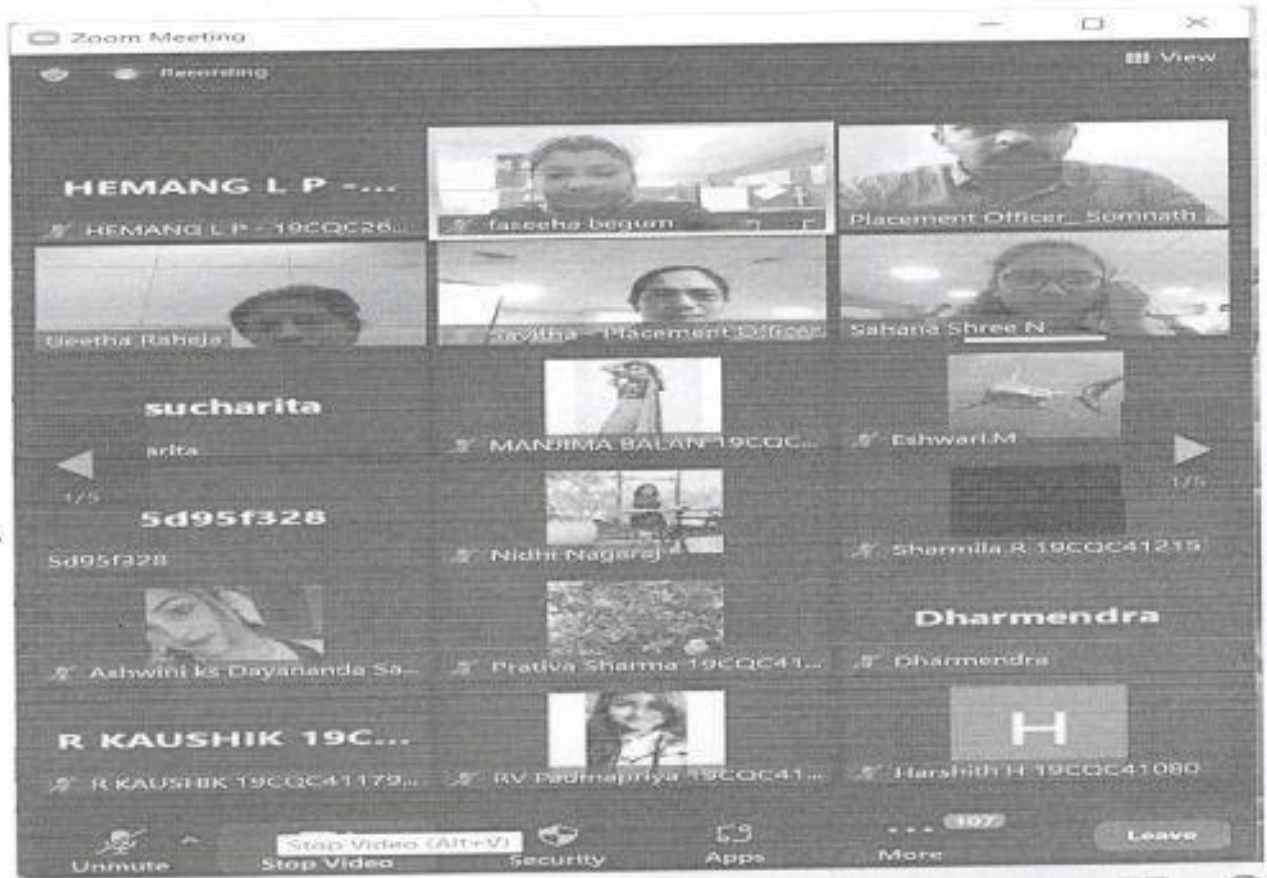 Zoom Meeting
Recording
View
HEMANG L P -...
HEMANG L P - 19CQC26...
faseeha begum
Placement Officer_ Somnath
Geetha Raheja
Savitha - Placement Officer
Sahana Shree N
sucharita
arita
MANJIMA BALAN 19CQC...
Eshwari.M
1/5
1/5
5d95f328
5d95f328
Nidhi Nagaraj
Sharmila R 19CQC41215
Ashwini ks Dayananda Sa...
Prativa Sharma 19CQC41...
Dharmendra
Dharmendra
R KAUSHIK 19C...
R KAUSHIK 19CQC41179...
RV Padmapriya 19CQC41...
H
Harshith H 19CQC41080
Unmute
Stop Video (Alt+V)
Stop Video
Security
Apps
More
107
Leave